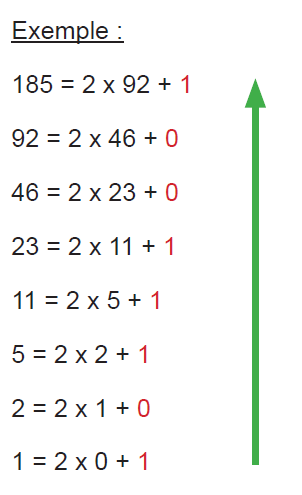 Exemple :
185 = 2 x 92 + 1
92 = 2 x 46 + 0
46 = 2 x 23 + 0
23 = 2 x 11 + 1
11 = 2 x 5 + 1
5 = 2 x 2 + 1
2 = 2 x 1 + 0
1 = 2 x 0 + 1